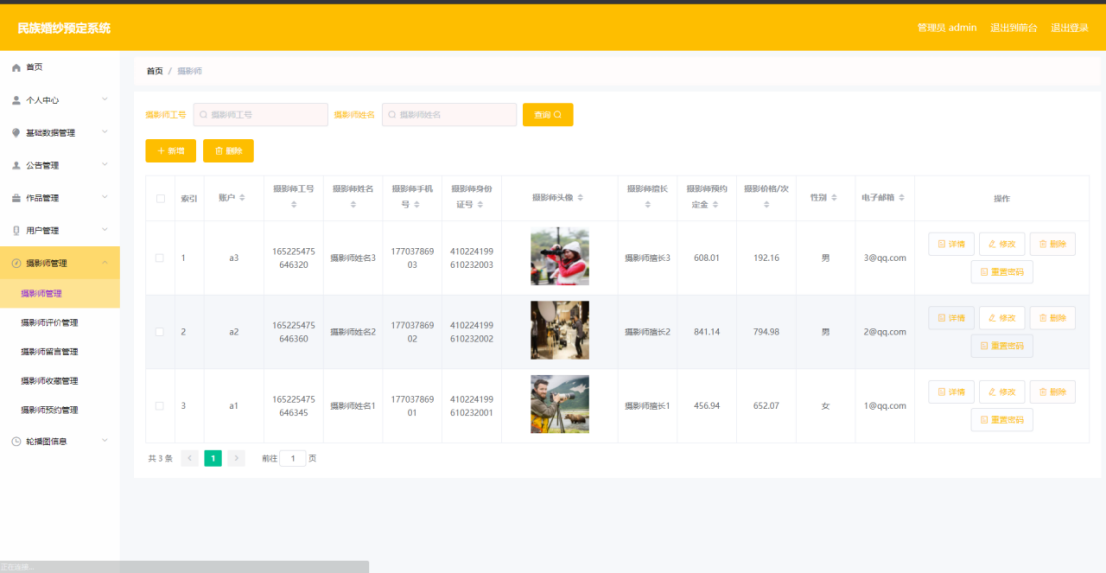 民族婚纱预定系统
管理员 admin 退出到前台 退出登录
首页
个人中心
基础数据管理
公告管理
作品管理
用户管理
摄影师管理
摄影师管理
摄影师评价管理
摄影师留言管理
摄影师收藏管理
摄影师预约管理
轮播图信息
首页 / 摄影师
摄影师工号 摄影师工号 摄影师姓名 摄影师姓名 查询
+ 新增 删除
索引 账户 摄影师工号 摄影师姓名 摄影师手机号 摄影师身份证号 摄影师头像 摄影师擅长 摄影师预约定金 摄影价格/次 性别 电子邮箱 操作
1 a3 165225475646320 摄影师姓名3 17703786903 410224199610232003 摄影师擅长3 608.01 192.16 男 3@qq.com 详情 修改 删除
重置密码
2 a2 165225475646360 摄影师姓名2 17703786902 410224199610232002 摄影师擅长2 841.14 794.98 男 2@qq.com 详情 修改 删除
重置密码
3 a1 165225475646345 摄影师姓名1 17703786901 410224199610232001 摄影师擅长1 456.94 652.07 女 1@qq.com 详情 修改 删除
重置密码
共 3 条 < 1 > 前往 1 页